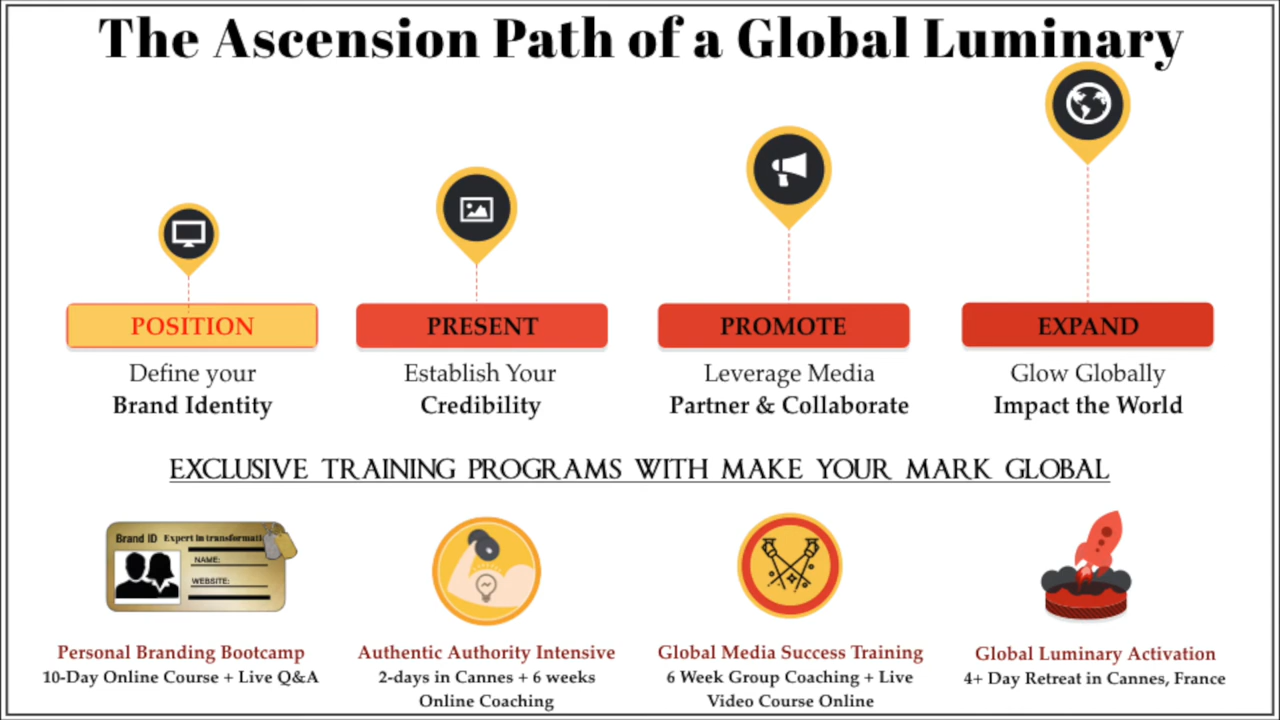 The Ascension Path of a Global Luminary
POSITION
Define your
Brand Identity
PRESENT
Establish Your
Credibility
PROMOTE
Leverage Media
Partner & Collaborate
EXPAND
Glow Globally
Impact the World
EXCLUSIVE TRAINING PROGRAMS WITH MAKE YOUR MARK GLOBAL
Brand ID Expert in transformati
NAME:
WEBSITE:
Personal Branding Bootcamp
10-Day Online Course + Live Q&A
Authentic Authority Intensive
2-days in Cannes + 6 weeks
Online Coaching
Global Media Success Training
6 Week Group Coaching + Live
Video Course Online
Global Luminary Activation
4+ Day Retreat in Cannes, France